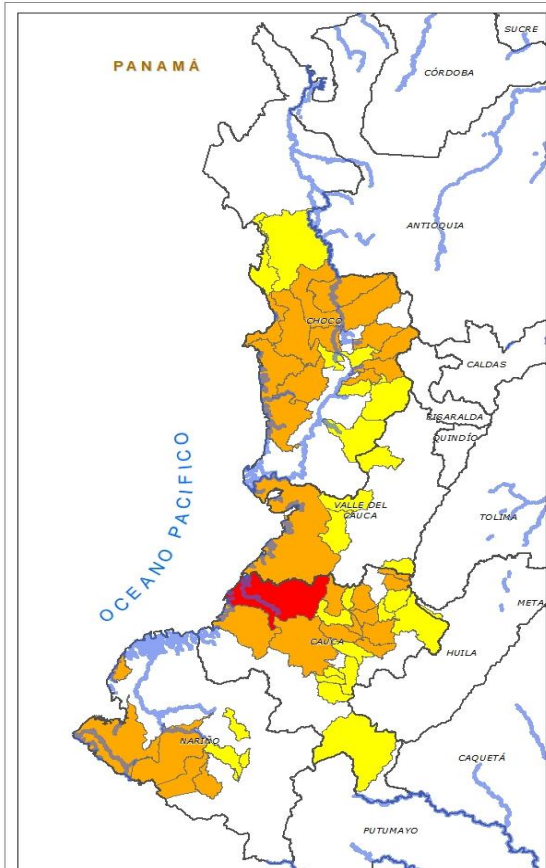 SUCRE
PANAMÁ
CÓRDOBA
ANTIOQUIA
CHOCÓ
CALDAS
RISARALDA
QUINDÍO
OCEANO PACIFICO
VALLE DEL
CAUCA
TOLIMA
META
CAUCA
HUILA
NARIÑO
CAQUETÁ
PUTUMAYO